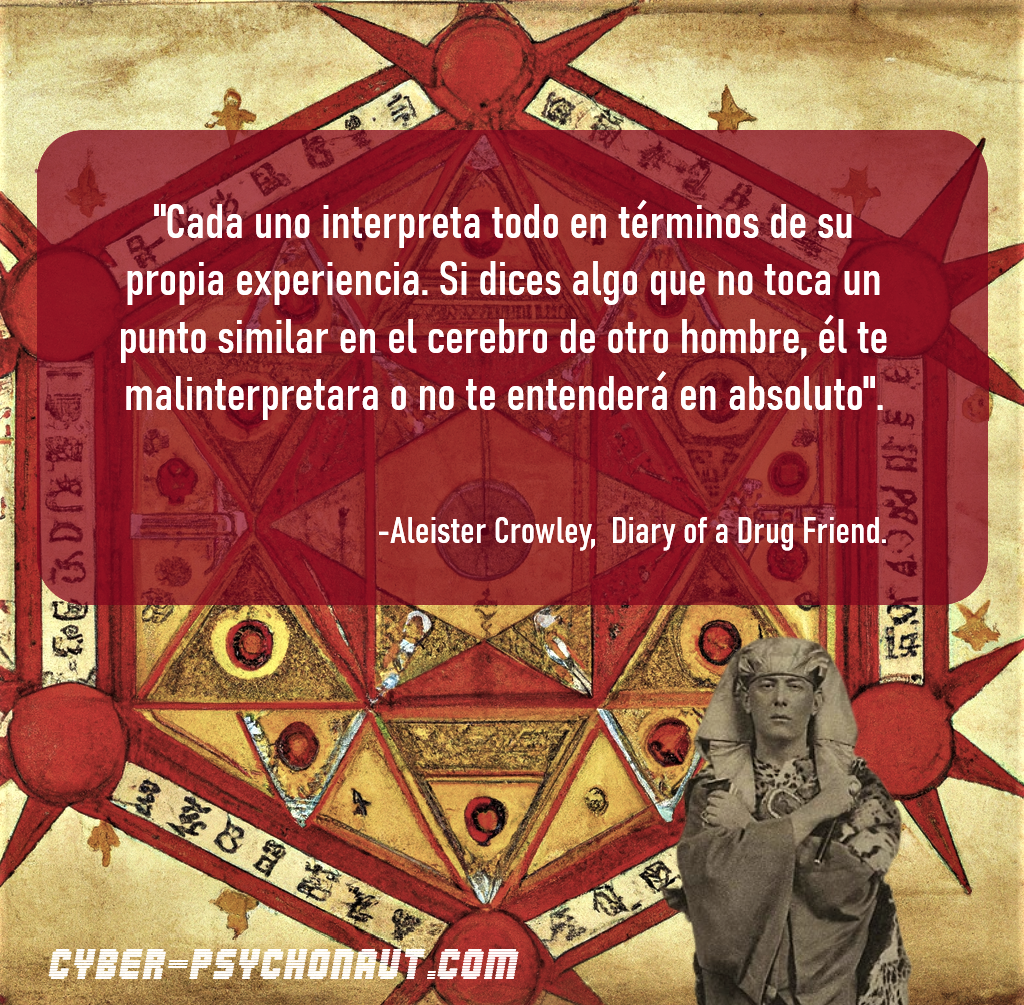 "Cada uno interpreta todo en términos de su
propia experiencia. Si dices algo que no toca un
punto similar en el cerebro de otro hombre, él te
malinterpretara o no te entenderá en absoluto".
-Aleister Crowley, Diary of a Drug Friend.
CYBER-PSYCHONAUT.COM